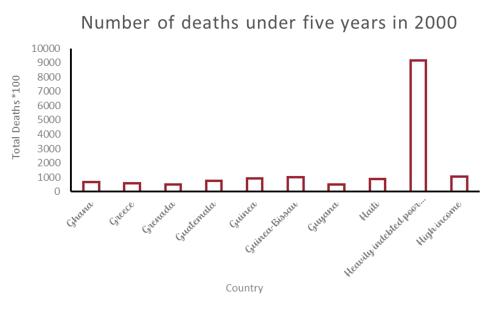 Number of deaths under five years in 2000
Total Deaths *100
10000
9000
8000
7000
6000
5000
4000
3000
2000
1000
0
Ghana
Greece
Grenada
Guatemala
Guinea
Guinea-Bissau
Guyana
Haiti
Heavily indebted poor...
High income
Country